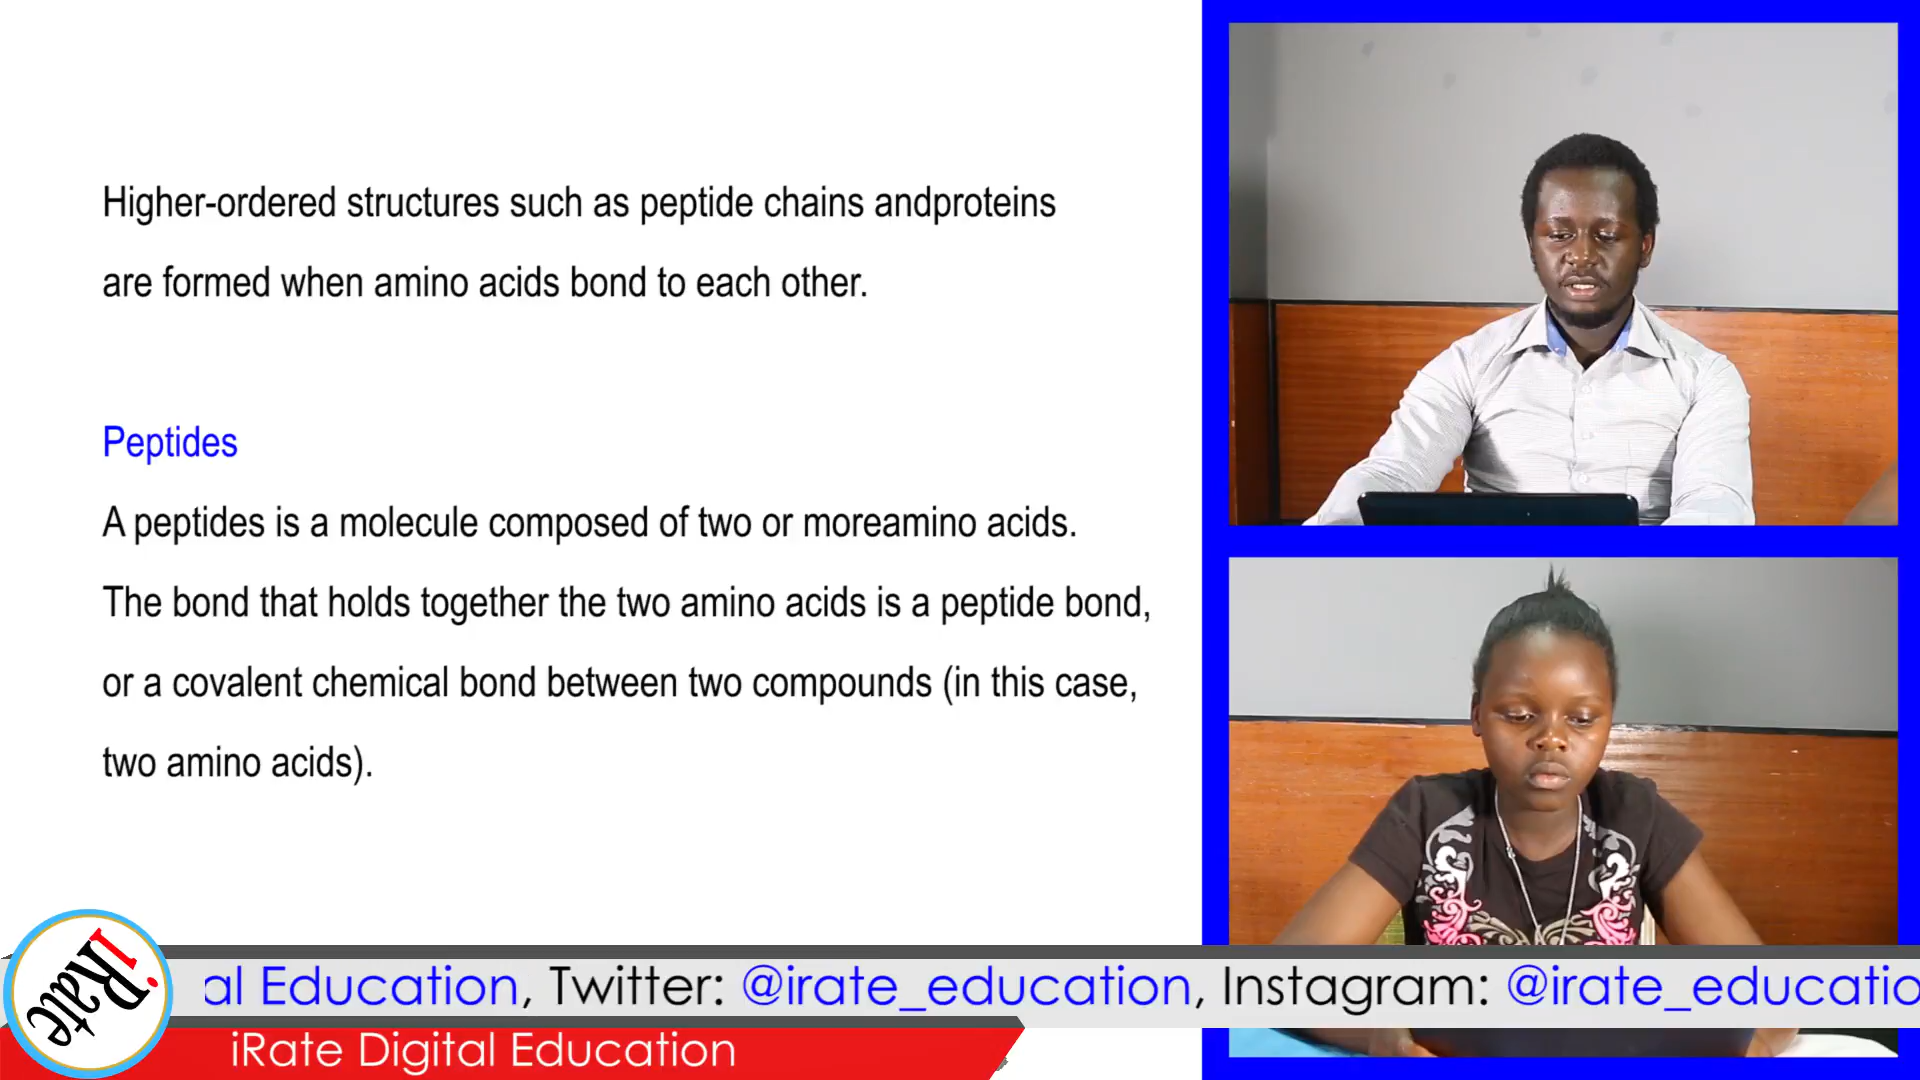 Higher-ordered structures such as peptide chains andproteins
are formed when amino acids bond to each other.
Peptides
A peptides is a molecule composed of two or moreamino acids.
The bond that holds together the two amino acids is a peptide bond,
or a covalent chemical bond between two compounds (in this case,
two amino acids).
iRate
al Education, Twitter: @irate_education, Instagram: @irate_educatio
iRate Digital Education